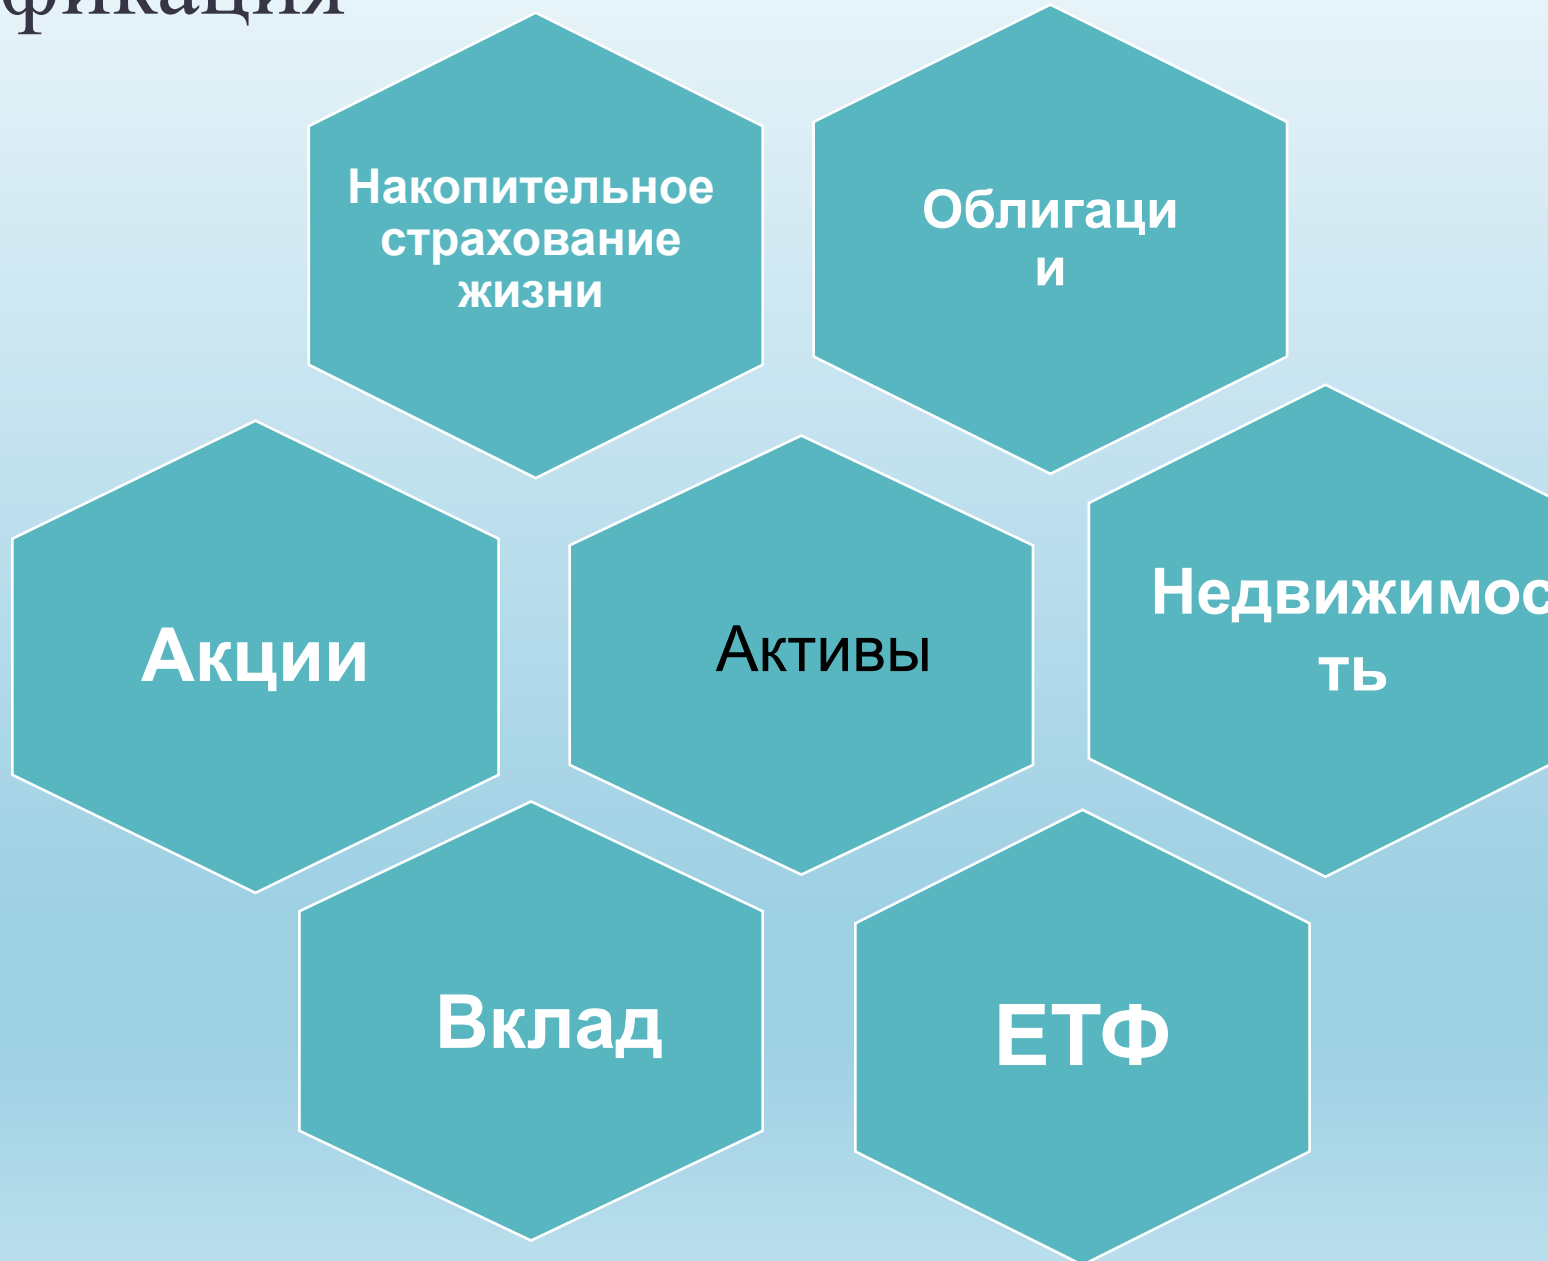 фикация
Накопительное
страхование
жизни
Облигаци
и
Акции
Активы
Недвижимос
ть
Вклад
ЕТФ